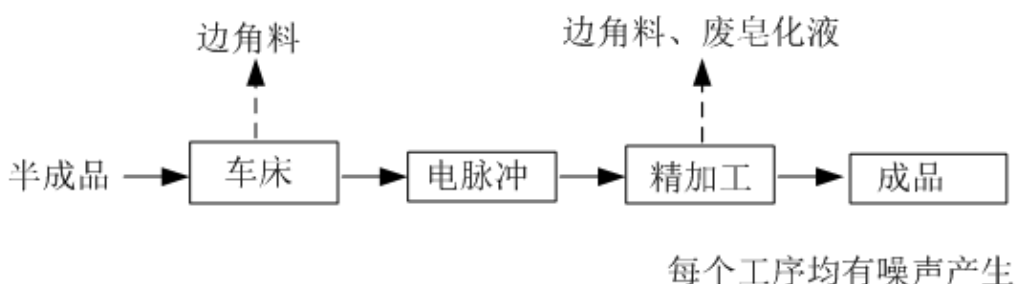 边角料
边角料、废皂化液
半成品
车床
电脉冲
精加工
成品
每个工序均有噪声产生